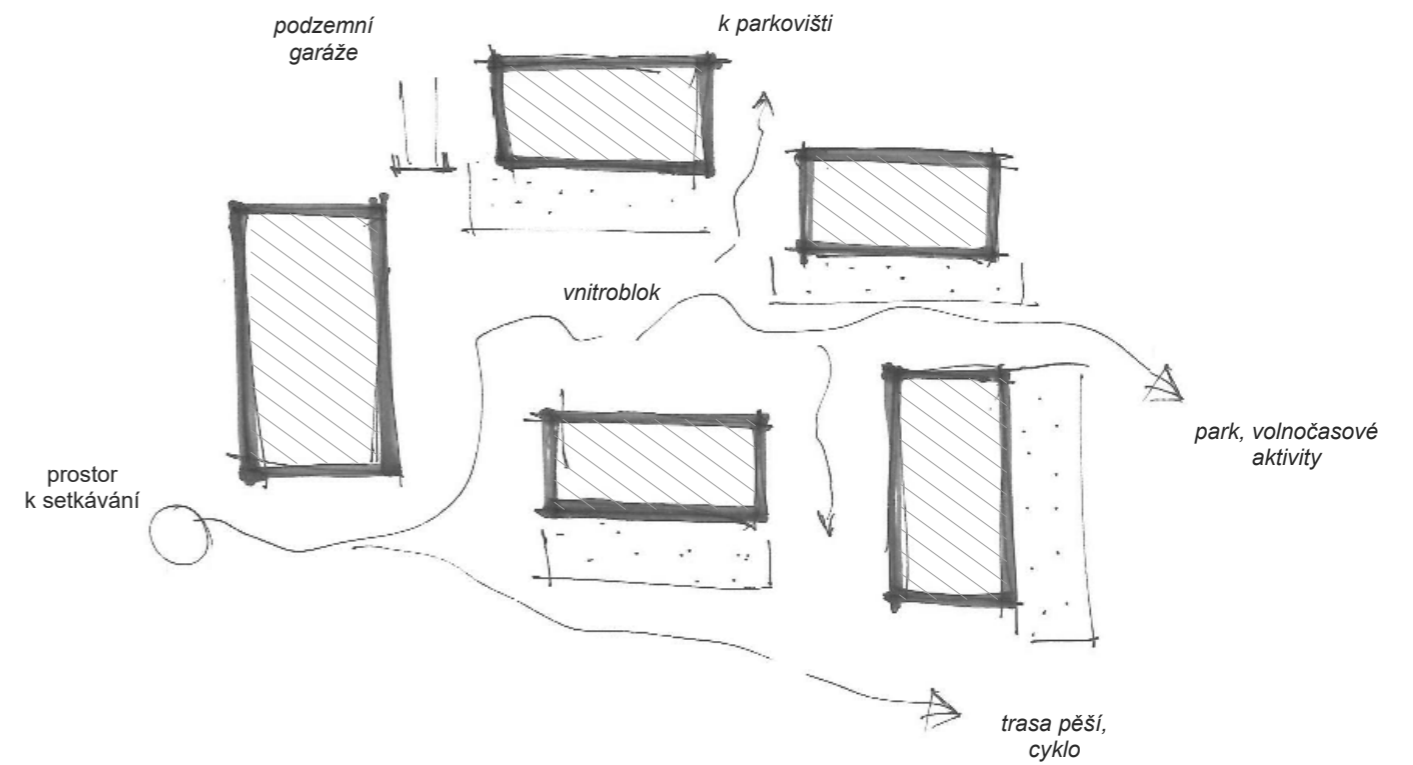 podzemní
garáže
k parkovišti
vnitroblok
park, volnočasové
aktivity
prostor
k setkávání
trasa pěší,
cyklo